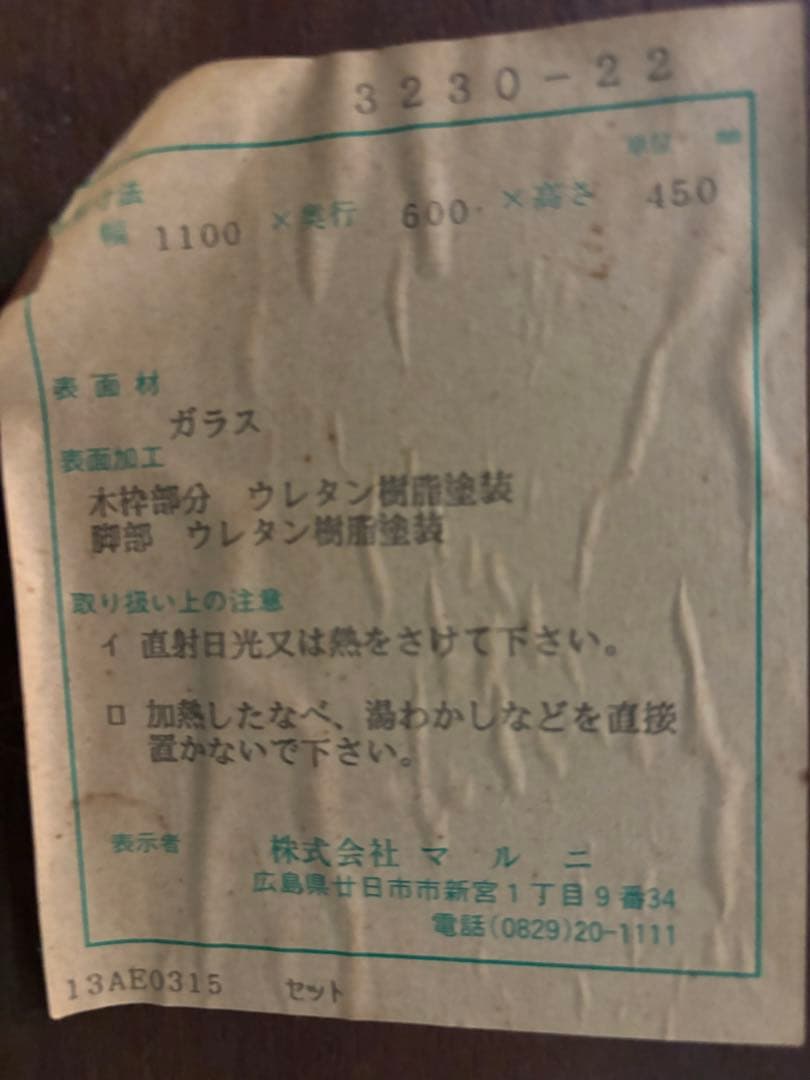 3230-22
単位 mm
寸法
幅 1100 ×奥行 600 ×高さ 450
表面材
ガラス
表面加工
木枠部分 ウレタン樹脂塗装
脚部 ウレタン樹脂塗装
取り扱い上の注意
イ 直射日光又は熱をさけて下さい。
ロ 加熱したなべ、湯わかしなどを直接
置かないで下さい。
表示者 株式会社 マルニ
広島県廿日市市新宮1丁目9番34
電話(0829)20-1111
13AE0315 セット